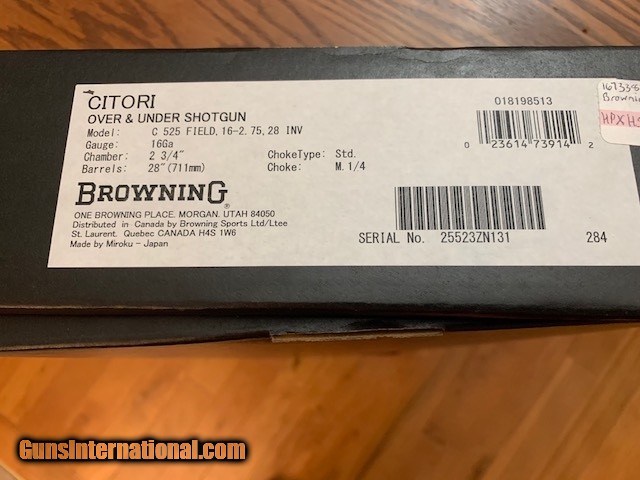 CITORI
OVER & UNDER SHOTGUN
Model: C 525 FIELD, 16-2.75, 28 INV
Gauge: 16Ga
Chamber: 2 3/4"
Barrels: 28"(711mm)
ChokeType: Std.
Choke: M.1/4
BROWNING®
ONE BROWNING PLACE, MORGAN, UTAH 84050
Distributed in Canada by Browning Sports Ltd/Ltee
St. Laurent. Quebec CANADA H4S 1W6
Made by Miroku - Japan
018198513
0 23614 73914 2
SERIAL No. 25523ZN131
284
GunsInternational.com